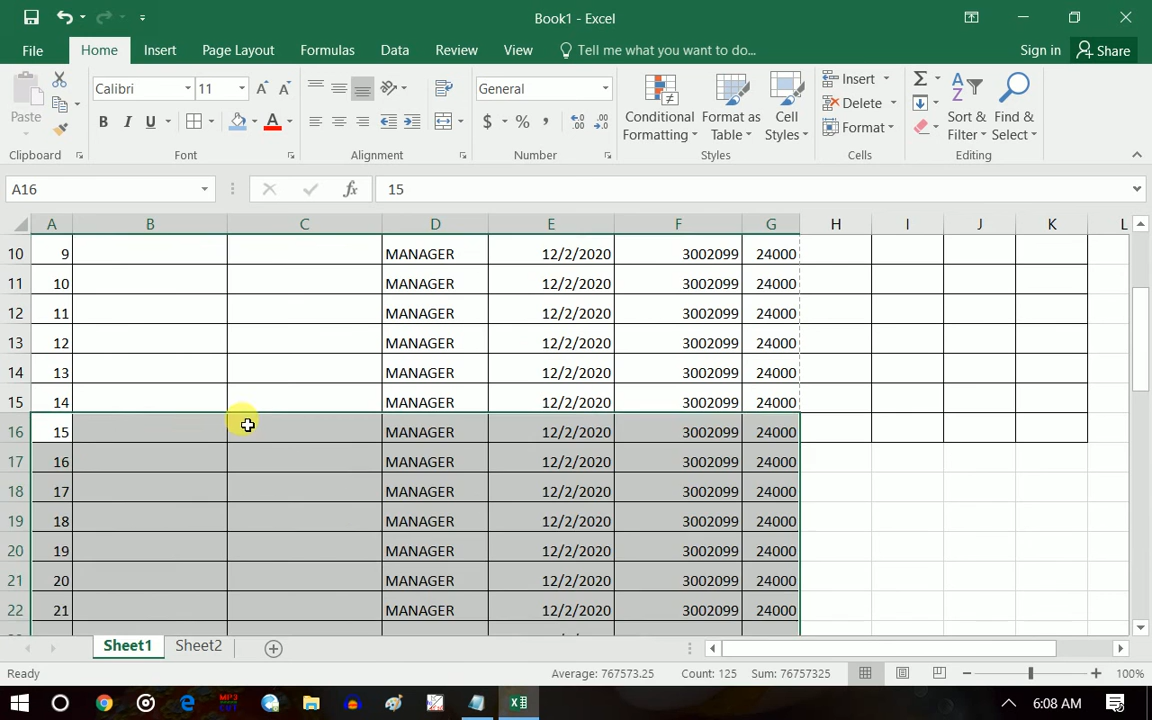 Book1 - Excel
File Home Insert Page Layout Formulas Data Review View Tell me what you want to do... Sign in Share
Calibri 11 General Insert
Paste Delete
B I U A $ % , Conditional Formatting Format as Table Cell Styles Format Sort & Filter Find & Select
Clipboard Font Alignment Number Styles Cells Editing
A16 fx 15
A B C D E F G H I J K L
10 9 MANAGER 12/2/2020 3002099 24000
11 10 MANAGER 12/2/2020 3002099 24000
12 11 MANAGER 12/2/2020 3002099 24000
13 12 MANAGER 12/2/2020 3002099 24000
14 13 MANAGER 12/2/2020 3002099 24000
15 14 MANAGER 12/2/2020 3002099 24000
16 15 MANAGER 12/2/2020 3002099 24000
17 16 MANAGER 12/2/2020 3002099 24000
18 17 MANAGER 12/2/2020 3002099 24000
19 18 MANAGER 12/2/2020 3002099 24000
20 19 MANAGER 12/2/2020 3002099 24000
21 20 MANAGER 12/2/2020 3002099 24000
22 21 MANAGER 12/2/2020 3002099 24000
Sheet1 Sheet2
Ready Average: 767573.25 Count: 125 Sum: 76757325 100%
6:08 AM